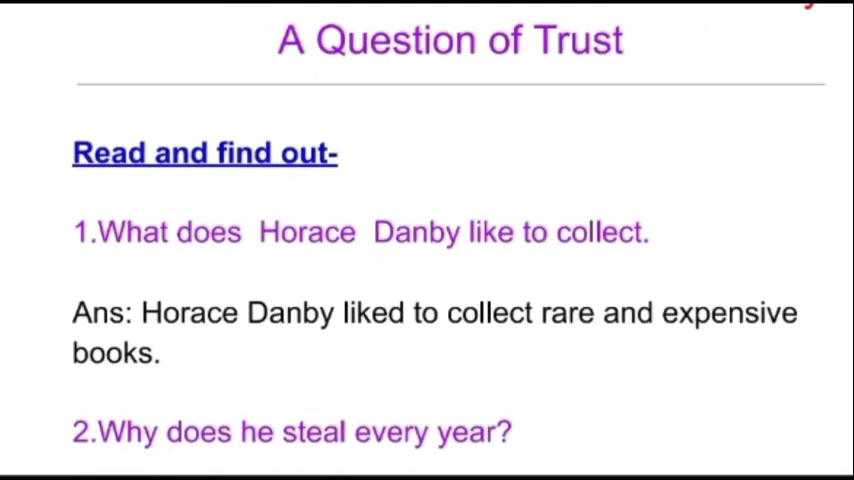 A Question of Trust
Read and find out-
1.What does Horace Danby like to collect.
Ans: Horace Danby liked to collect rare and expensive
books.
2.Why does he steal every year?